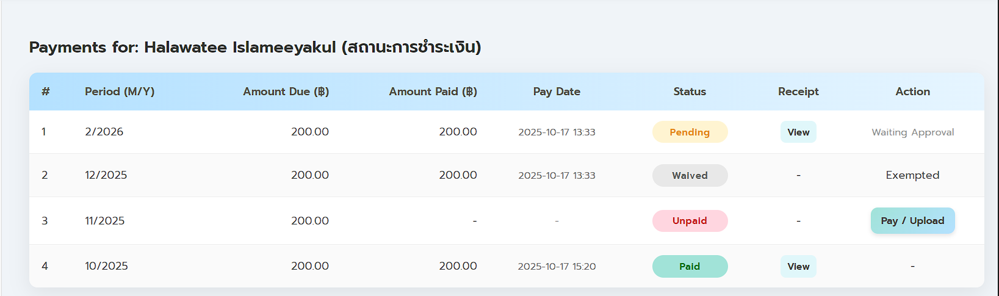 Payments for: Halawatee Islameeyakul (สถานะการชำระเงิน)
# Period (M/Y) Amount Due (฿) Amount Paid (฿) Pay Date Status Receipt Action
1 2/2026 200.00 200.00 2025-10-17 13:33 Pending View Waiting Approval
2 12/2025 200.00 200.00 2025-10-17 13:33 Waived - Exempted
3 11/2025 200.00 - - Unpaid - Pay / Upload
4 10/2025 200.00 200.00 2025-10-17 15:20 Paid View -